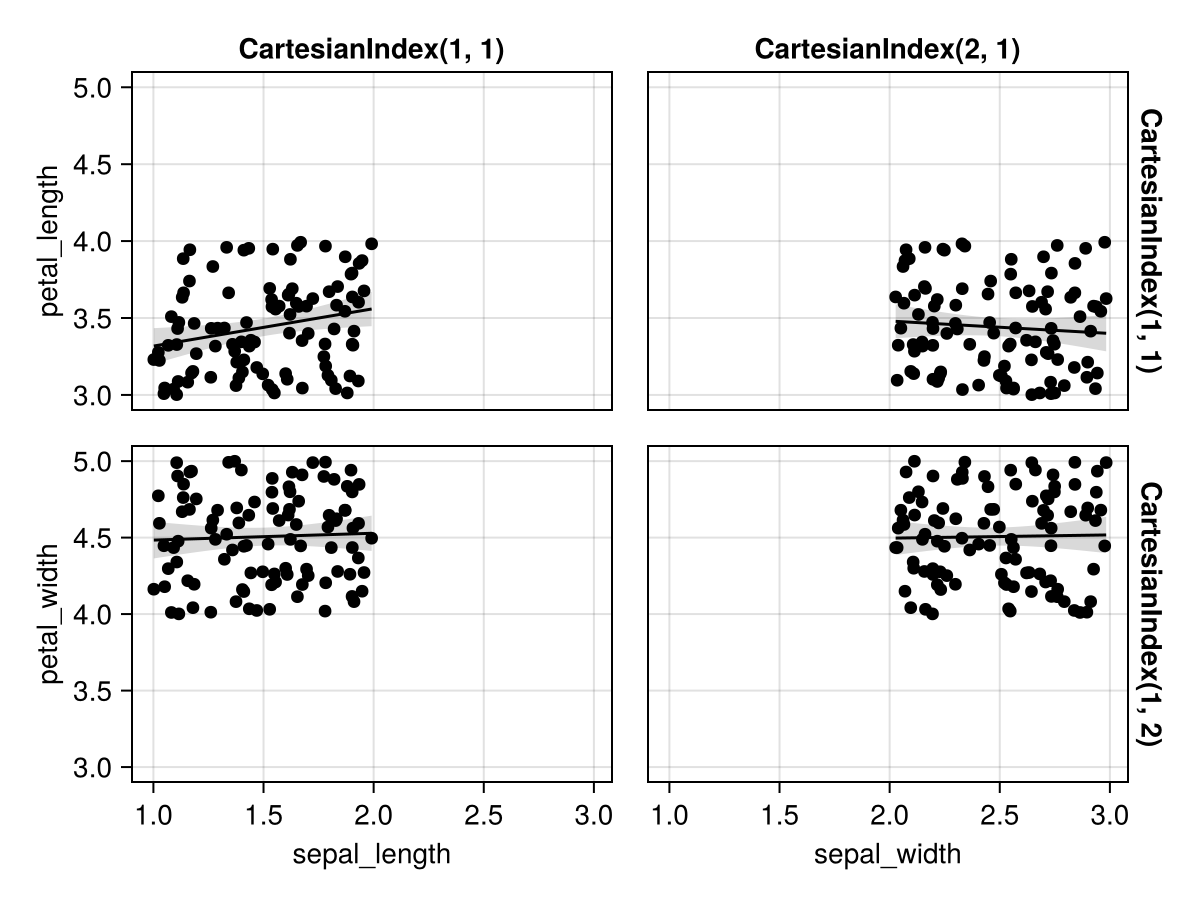 CartesianIndex(1, 1) CartesianIndex(2, 1)
petal_length
5.0
4.5
4.0
3.5
3.0
CartesianIndex(1, 1)
petal_width
5.0
4.5
4.0
3.5
3.0
CartesianIndex(1, 2)
1.0 1.5 2.0 2.5 3.0 1.0 1.5 2.0 2.5 3.0
sepal_length sepal_width